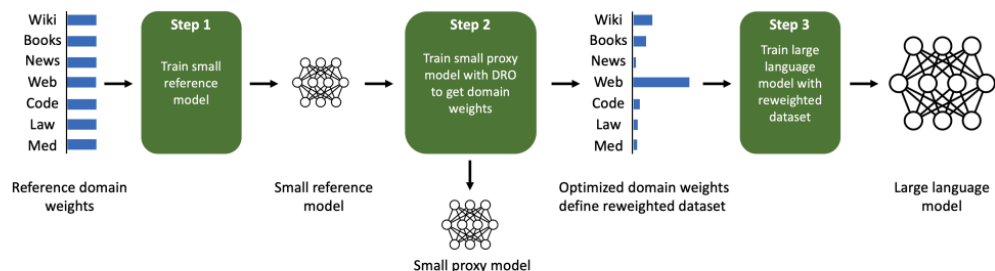 Wiki
Books
News
Web
Code
Law
Med
Reference domain
weights
Step 1
Train small
reference
model
Small reference
model
Step 2
Train small proxy
model with DRO
to get domain
weights
Small proxy model
Wiki
Books
News
Web
Code
Law
Med
Optimized domain weights
define reweighted dataset
Step 3
Train large
language
model with
reweighted
dataset
Large language
model